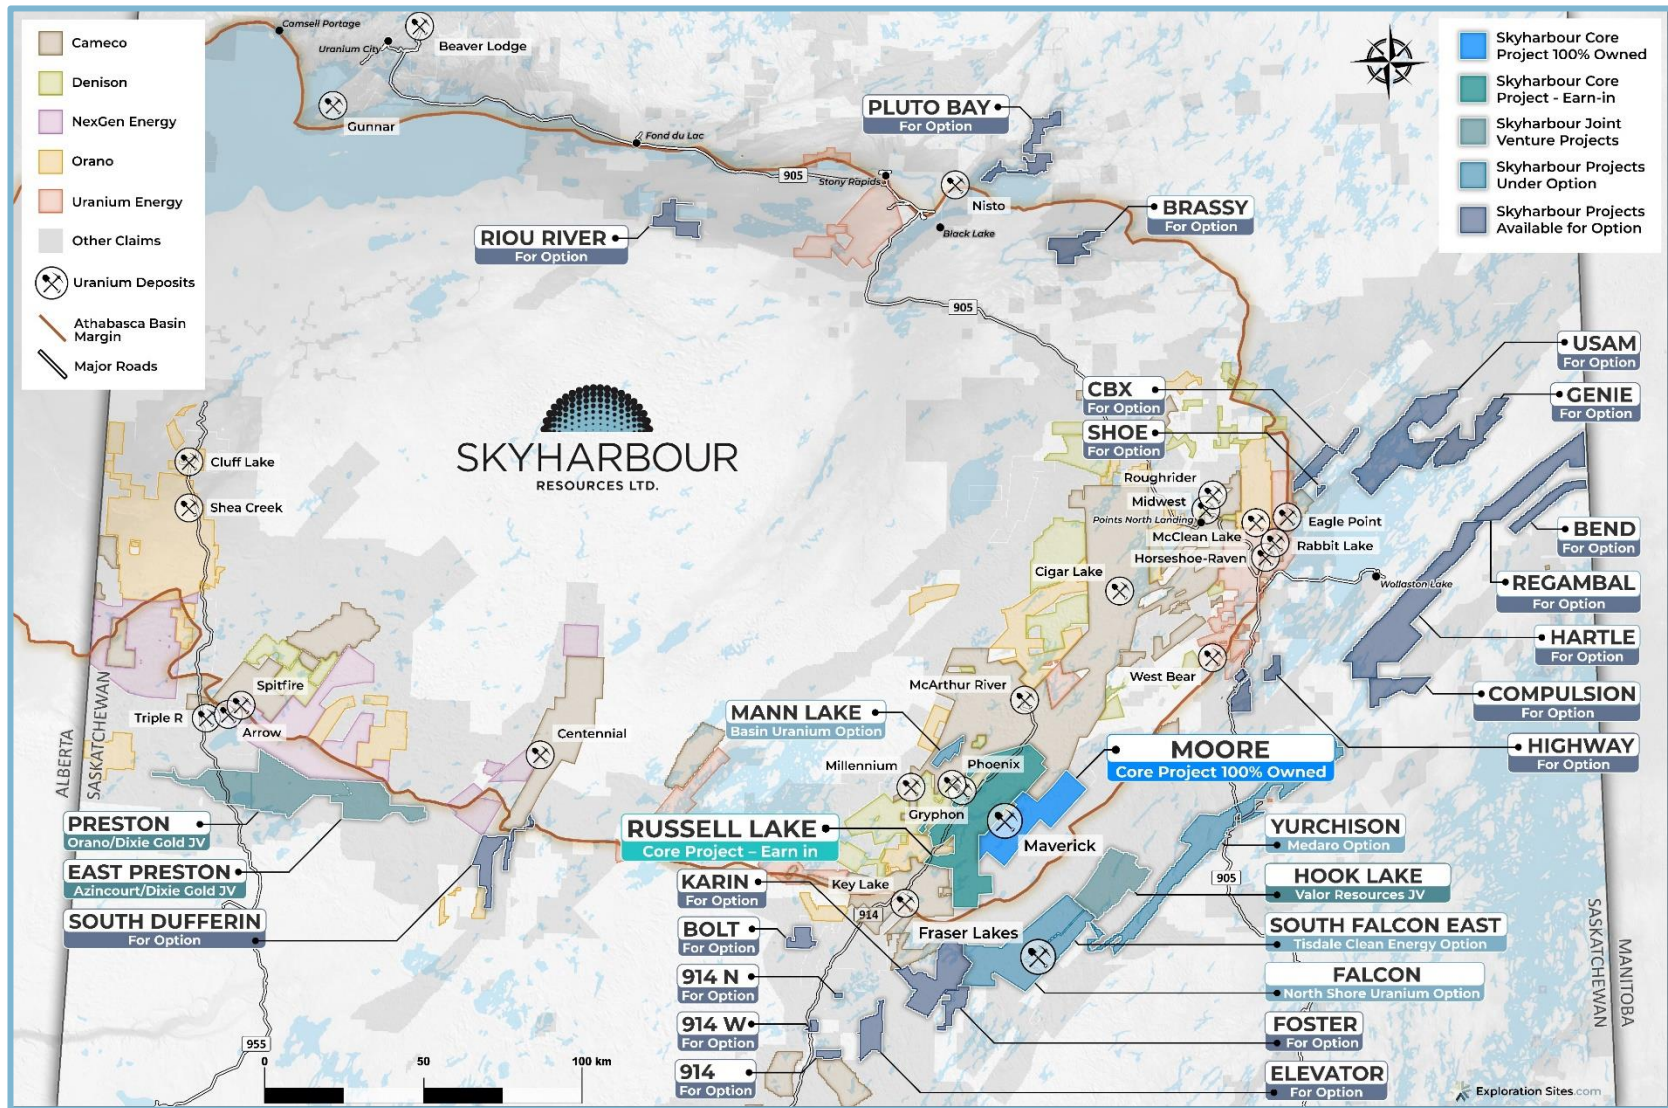 Cameco
Denison
NexGen Energy
Orano
Uranium Energy
Other Claims
Uranium Deposits
Athabasca Basin
Margin
Major Roads
Skyharbour Core
Project 100% Owned
Skyharbour Core
Project - Earn-in
Skyharbour Joint
Venture Projects
Skyharbour Projects
Under Option
Skyharbour Projects
Available for Option
Camsell Portage
Uranium City
Beaver Lodge
Gunnar
Fond du Lac
905
Stony Rapids
PLUTO BAY
For Option
Nisto
Black Lake
BRASSY
For Option
RIOU RIVER
For Option
905
SKYHARBOUR
RESOURCES LTD.
USAM
For Option
GENIE
For Option
CBX
For Option
SHOE
For Option
Cluff Lake
Shea Creek
Roughrider
Midwest
Points North Landing
McClean Lake
Horseshoe-Raven
Eagle Point
Rabbit Lake
BEND
For Option
Cigar Lake
Wollaston Lake
REGAMBAL
For Option
HARTLE
For Option
COMPULSION
For Option
HIGHWAY
For Option
West Bear
McArthur River
Spitfire
Triple R
Arrow
Centennial
ALBERTA
SASKATCHEWAN
MANN LAKE
Basin Uranium Option
MOORE
Core Project 100% Owned
Millennium
Phoenix
Gryphon
Maverick
RUSSELL LAKE
Core Project – Earn in
PRESTON
Orano/Dixie Gold JV
EAST PRESTON
Azincourt/Dixie Gold JV
SOUTH DUFFERIN
For Option
Key Lake
914
KARIN
For Option
BOLT
For Option
914 N
For Option
914 W
For Option
914
For Option
Fraser Lakes
YURCHISON
Medaro Option
905
HOOK LAKE
Valor Resources JV
SOUTH FALCON EAST
Tisdale Clean Energy Option
FALCON
North Shore Uranium Option
FOSTER
For Option
ELEVATOR
For Option
SASKATCHEWAN
MANITOBA
955
0
50
100 km
Exploration Sites.com